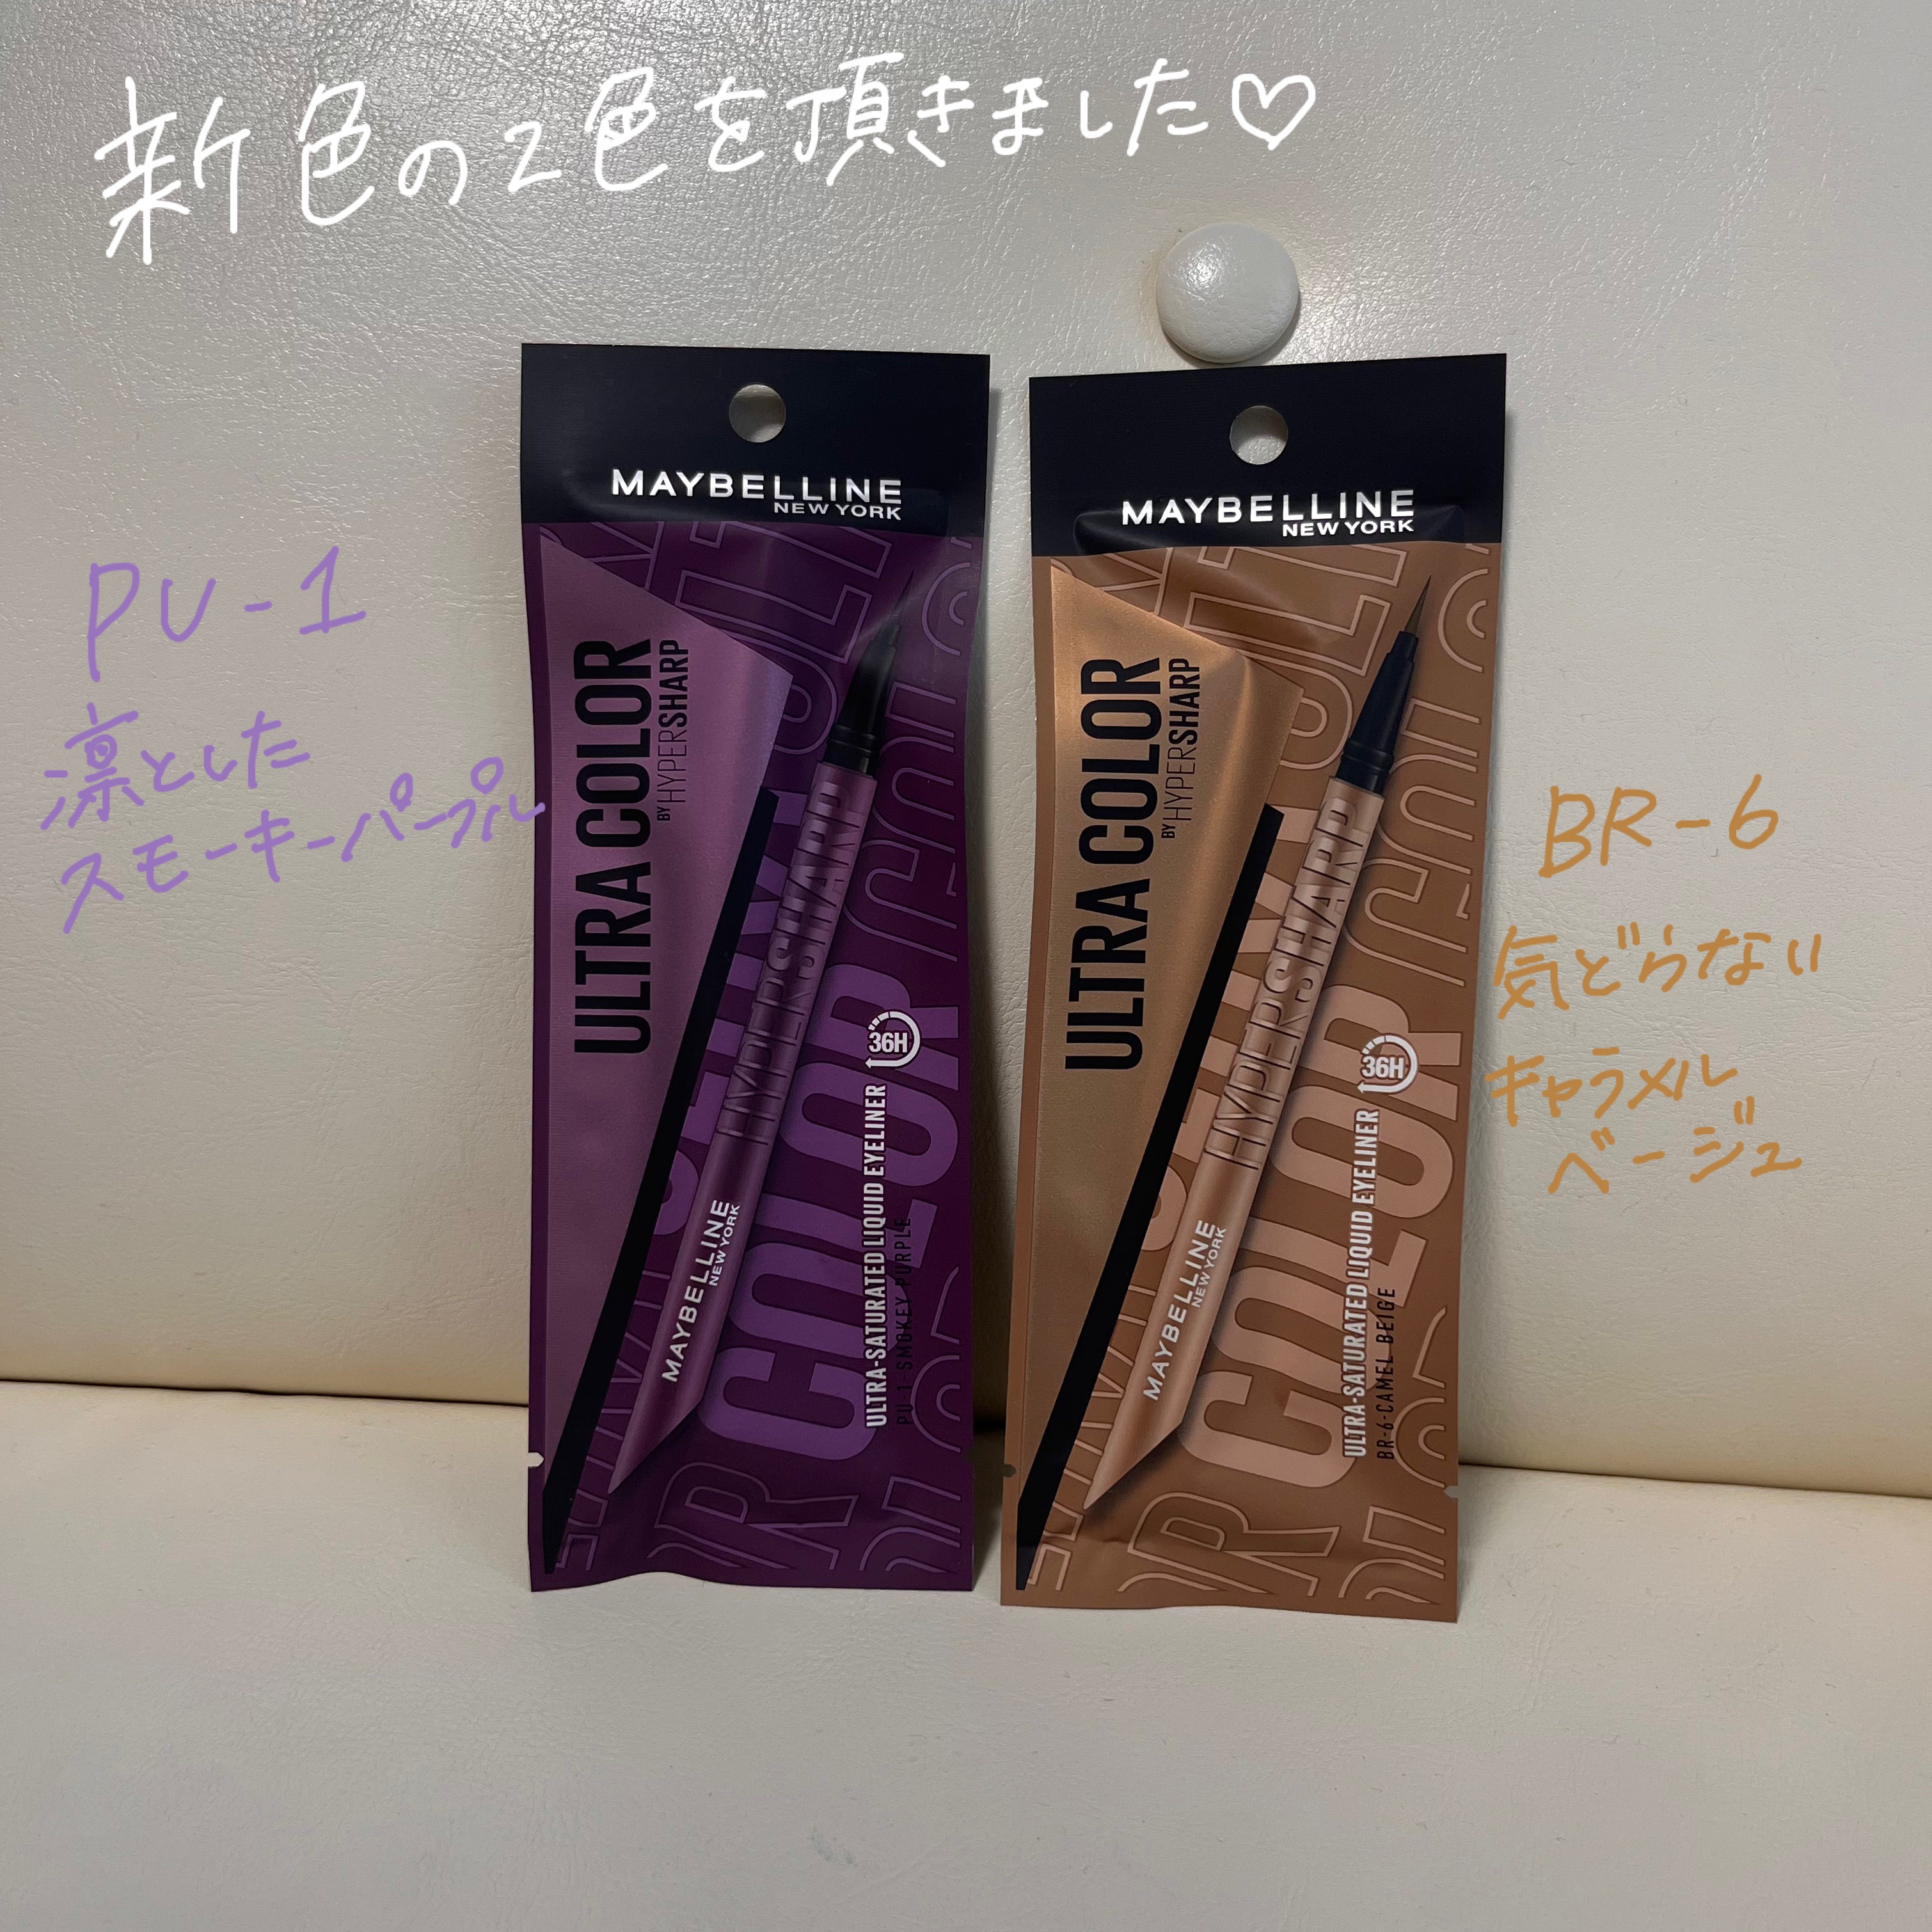 新色の2色を頂きました♡
PU-1
凛とした
スモーキーパープル
MAYBELLINE
NEW YORK
ULTRA COLOR
BY HYPERSHARP
HYPERSHARP
MAYBELLINE
NEW YORK
COLOR
36H
ULTRA-SATURATED LIQUID EYELINER
PU-1-SMOKEY PURPLE
MAYBELLINE
NEW YORK
ULTRA COLOR
BY HYPERSHARP
HYPERSHARP
MAYBELLINE
NEW YORK
COLOR
36H
ULTRA-SATURATED LIQUID EYELINER
BR-6-CAMEL BEIGE
BR-6
気どらない
キャラメル
ベージュ